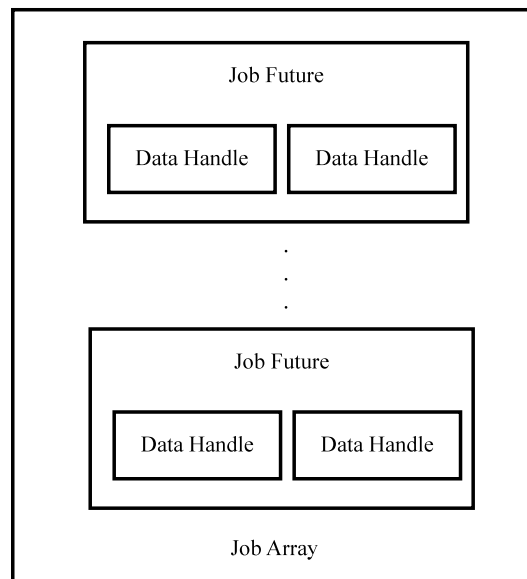 Job Future
Data Handle Data Handle
.
.
.
Job Future
Data Handle Data Handle
Job Array